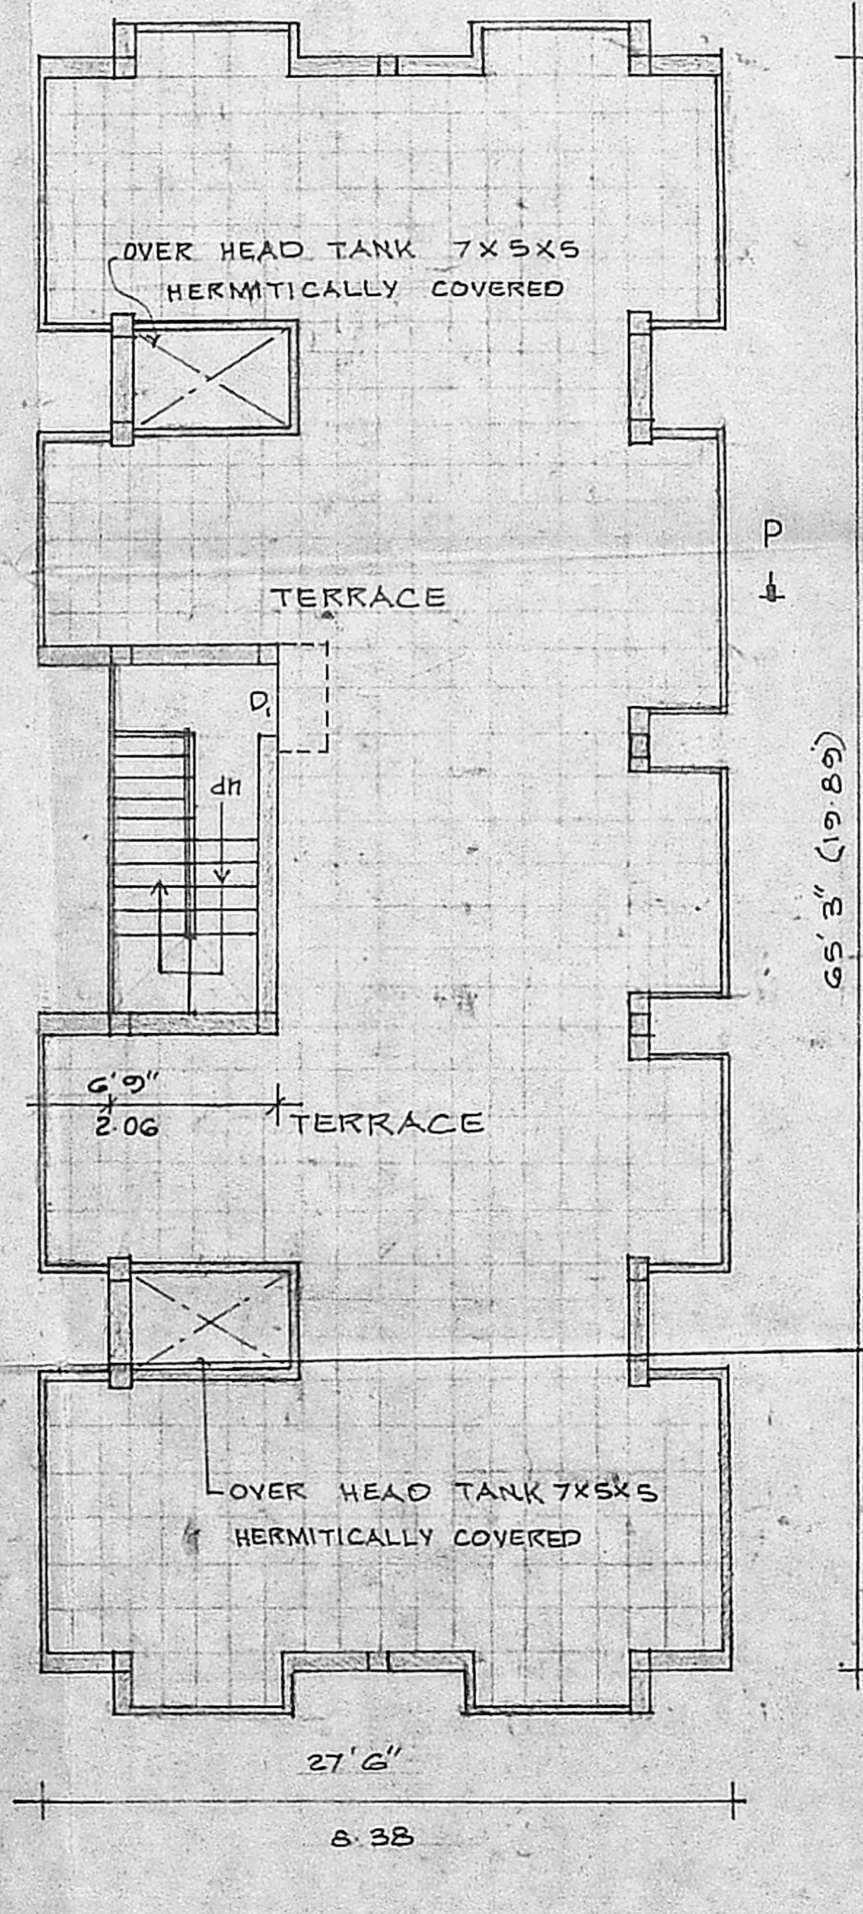 OVER HEAD TANK 7X5X5
HERMITICALLY COVERED
P
TERRACE
D1
dn
65'3" (19.89)
6'9"
2.06
TERRACE
OVER HEAD TANK 7X5X5
HERMITICALLY COVERED
27'6"
8.38